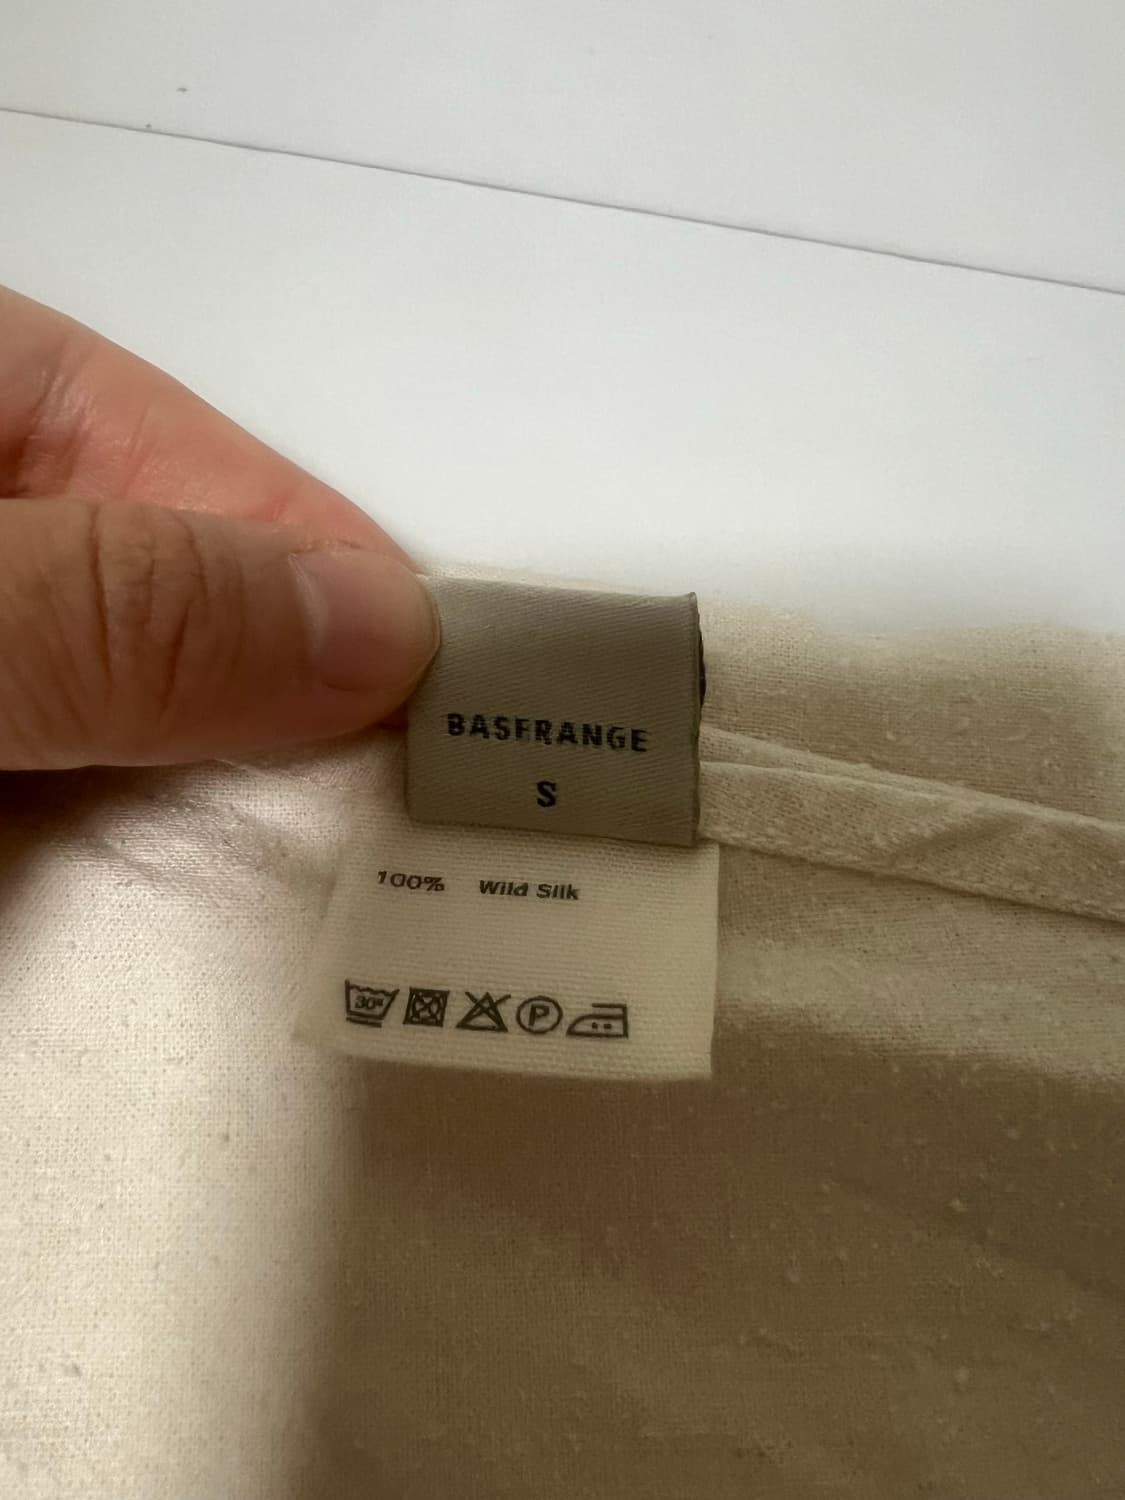 BASERANGE
S
100% Wild Silk
30°
P